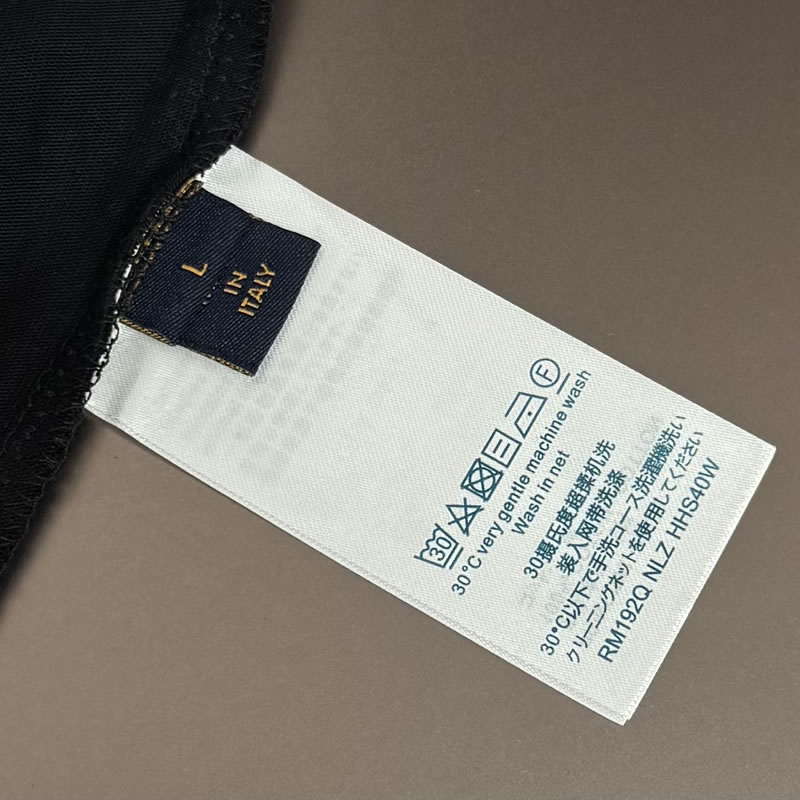 L
IN
ITALY
30
F
30°C very gentle machine wash
Wash in net
30摄氏度超揉机洗
装入网带洗涤
30°C以下で手洗コース洗濯機洗い
クリーニングネットを使用してください
RM192Q NLZ HHS40W